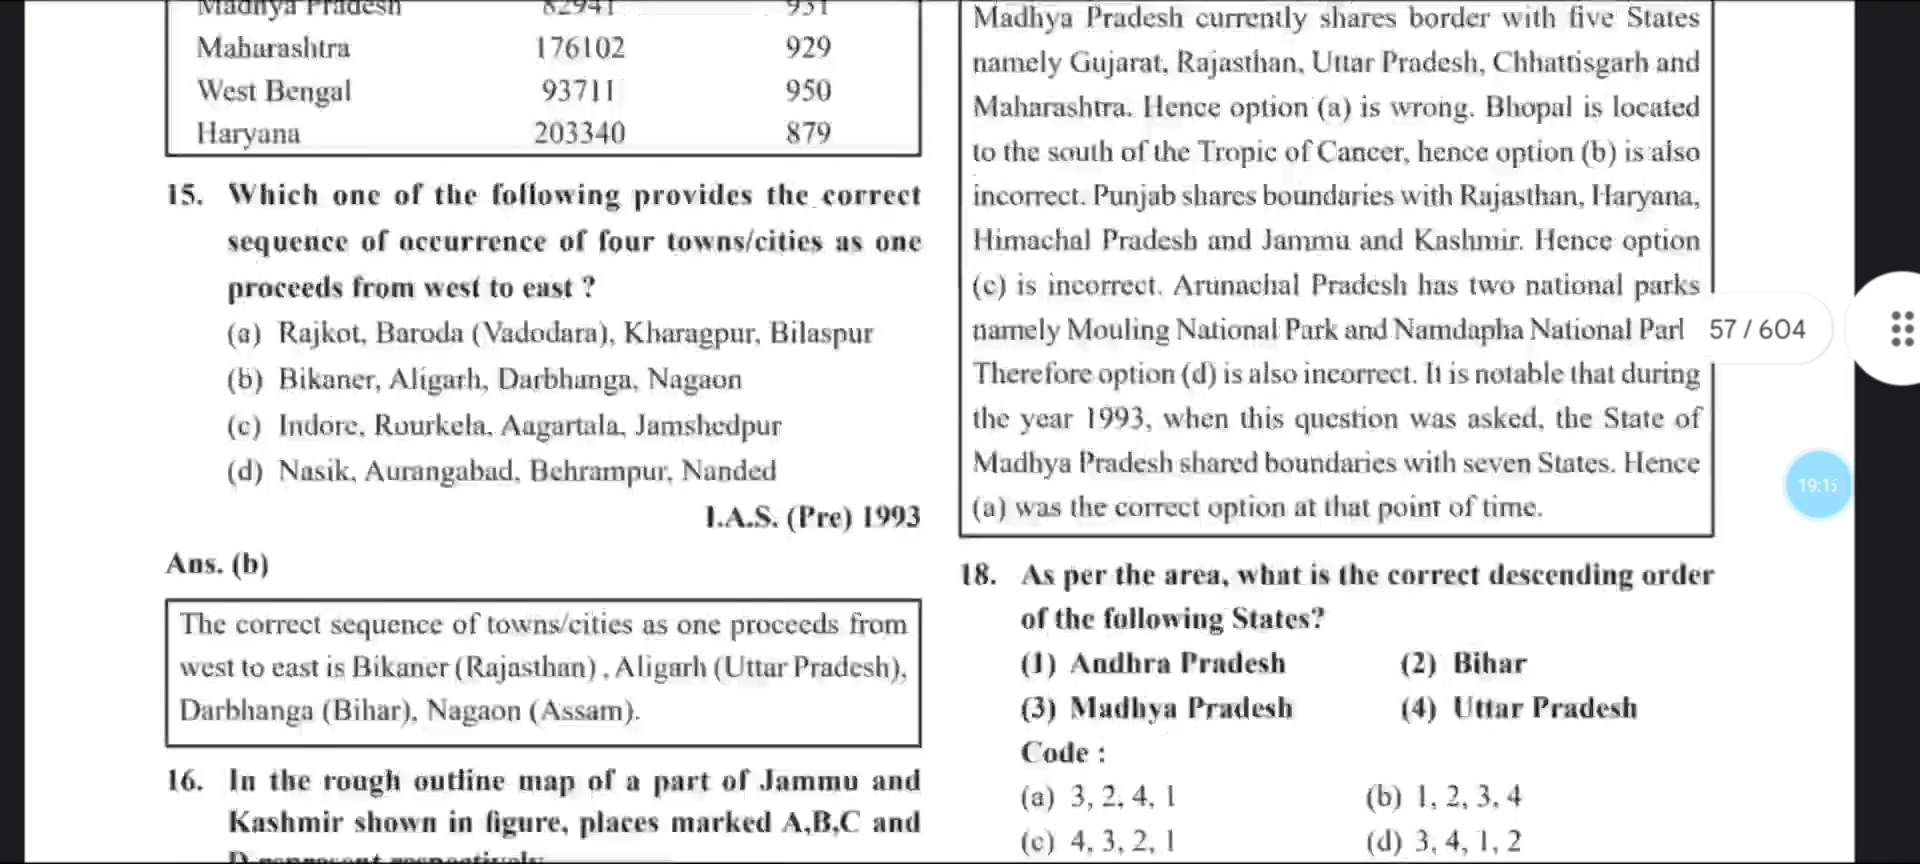 Madhya Pradesh 82941 931
Maharashtra 176102 929
West Bengal 93711 950
Haryana 203340 879
15. Which one of the following provides the correct
sequence of occurrence of four towns/cities as one
proceeds from west to east ?
(a) Rajkot, Baroda (Vadodara), Kharagpur, Bilaspur
(b) Bikaner, Aligarh, Darbhanga, Nagaon
(c) Indore, Rourkela, Aagartala, Jamshedpur
(d) Nasik, Aurangabad, Behrampur, Nanded
I.A.S. (Pre) 1993
Ans. (b)
The correct sequence of towns/cities as one proceeds from
west to east is Bikaner (Rajasthan) , Aligarh (Uttar Pradesh),
Darbhanga (Bihar), Nagaon (Assam).
16. In the rough outline map of a part of Jammu and
Kashmir shown in figure, places marked A,B,C and
Madhya Pradesh currently shares border with five States
namely Gujarat, Rajasthan, Uttar Pradesh, Chhattisgarh and
Maharashtra. Hence option (a) is wrong. Bhopal is located
to the south of the Tropic of Cancer, hence option (b) is also
incorrect. Punjab shares boundaries with Rajasthan, Haryana,
Himachal Pradesh and Jammu and Kashmir. Hence option
(c) is incorrect. Arunachal Pradesh has two national parks
namely Mouling National Park and Namdapha National Parl
Therefore option (d) is also incorrect. It is notable that during
the year 1993, when this question was asked, the State of
Madhya Pradesh shared boundaries with seven States. Hence
(a) was the correct option at that point of time.
18. As per the area, what is the correct descending order
of the following States?
(1) Andhra Pradesh (2) Bihar
(3) Madhya Pradesh (4) Uttar Pradesh
Code :
(a) 3, 2, 4, 1 (b) 1, 2, 3, 4
(c) 4, 3, 2, 1 (d) 3, 4, 1, 2
57 / 604
19:15